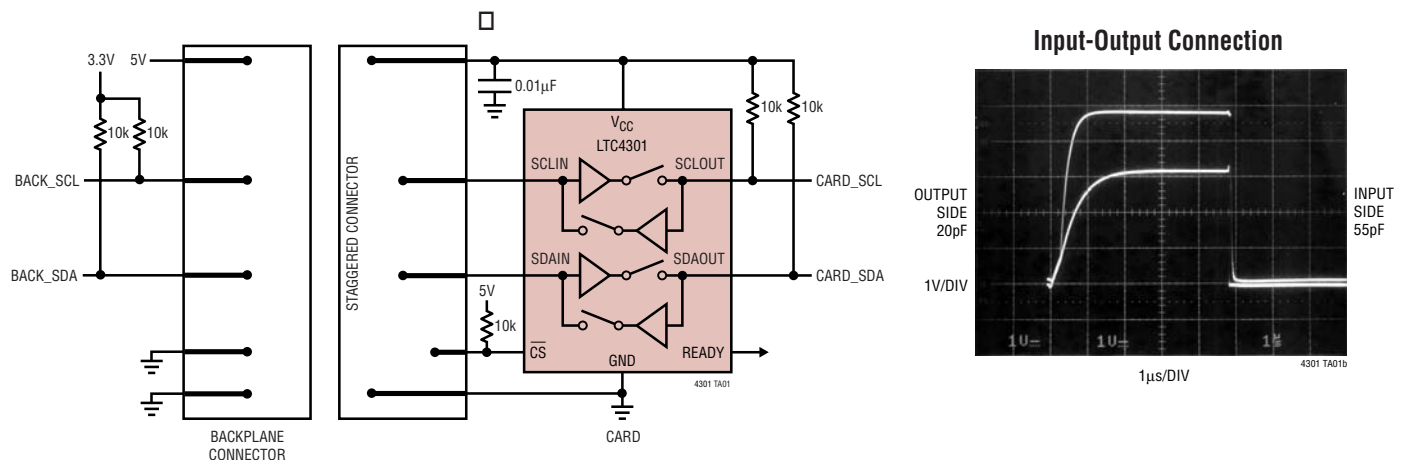 Input-Output Connection
3.3V 5V
10k 10k
BACK_SCL
BACK_SDA
BACKPLANE
CONNECTOR
STAGGERED CONNECTOR
0.01µF
10k 10k
VCC
LTC4301
SCLIN SCLOUT
CARD_SCL
SDAIN SDAOUT
CARD_SDA
5V
10k
CS
GND
READY
4301 TA01
CARD
OUTPUT
SIDE
20pF
INPUT
SIDE
55pF
1V/DIV
1µs/DIV
4301 TA01b